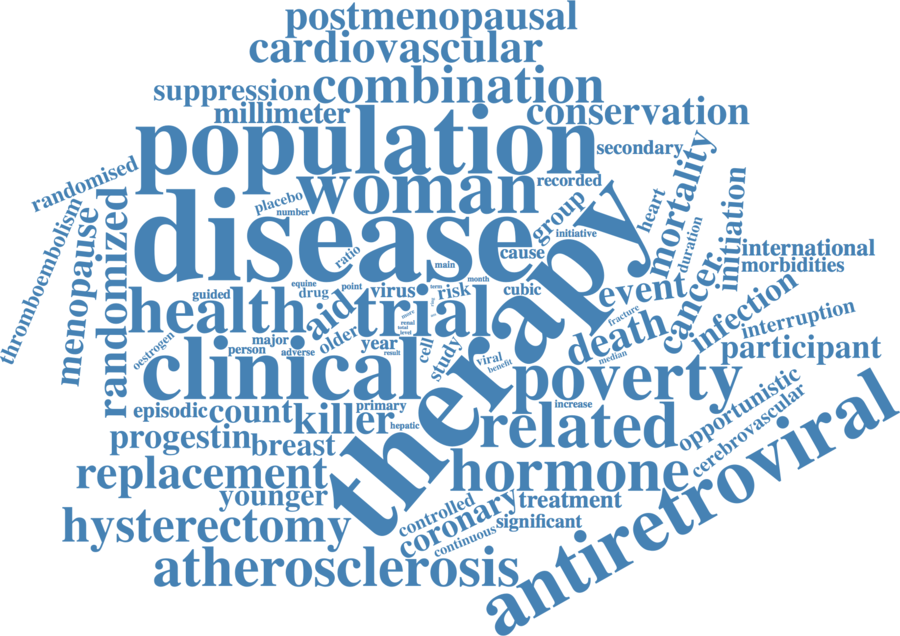 postmenopausal
cardiovascular
combination
suppression
millimeter
conservation
population
secondary
randomised
woman
recorded
placebo
number
group
heart
mortality
initiation
thromboembolism
menopause
randomized
disease
initiative
cause
duration
international
morbidities
ratio
main
month
equine
point
term
guided
drug
virus
risk
cubic
health
aid
trial
event
cancer
infection
fracture
interruption
more
renal
total
level
oestrogen
major
older
year
person
adverse
result
cell
study
viral
benefit
death
median
participant
clinical
therapy
poverty
episodic
count
killer
primary
hepatic
increase
related
opportunistic
cerebrovascular
progestin
breast
replacement
hormone
younger
controlled
coronary
treatment
significant
continuous
hysterectomy
atherosclerosis
antiretroviral